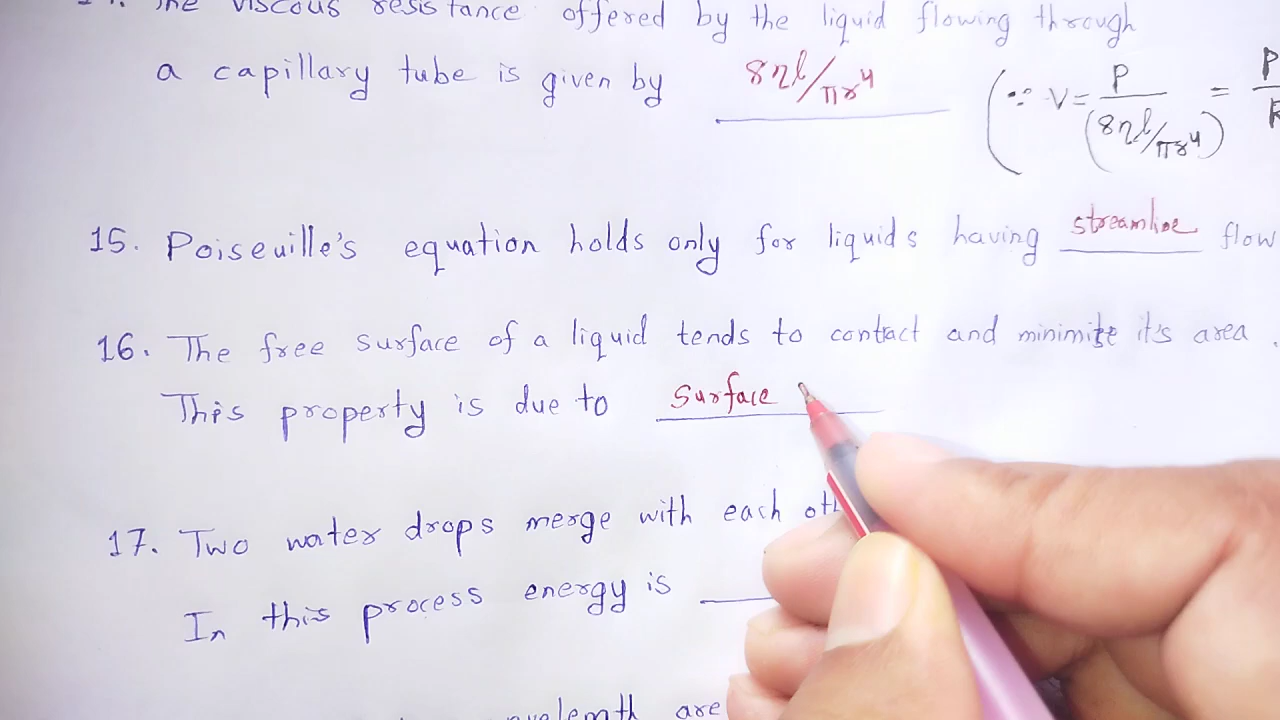 The viscous resistance offered by the liquid flowing through
a capillary tube is given by 8ηl/πr⁴ (∵ V = P/(8ηl/πr⁴) = P/R
15. Poiseuille's equation holds only for liquids having streamline flow
16. The free surface of a liquid tends to contact and minimize it's area.
This property is due to surface
17. Two water drops merge with each oth
In this process energy is
are